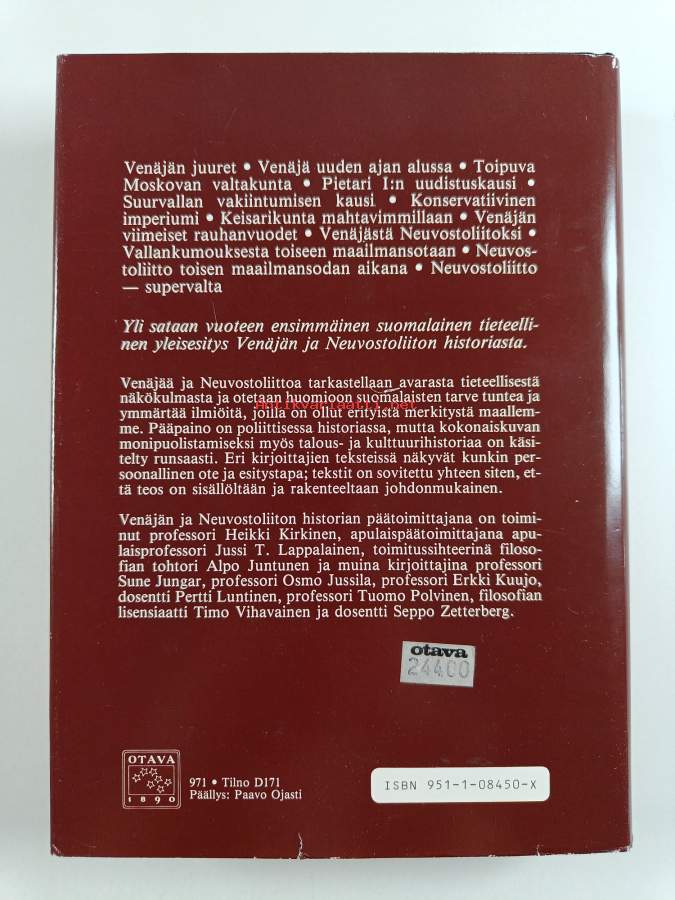 Venäjän juuret • Venäjä uuden ajan alussa • Toipuva
Moskovan valtakunta • Pietari I:n uudistuskausi •
Suurvallan vakiintumisen kausi • Konservatiivinen
imperiumi • Keisarikunta mahtavimmillaan • Venäjän
viimeiset rauhanvuodet • Venäjästä Neuvostoliitoksi •
Vallankumouksesta toiseen maailmansotaan • Neuvos-
toliitto toisen maailmansodan aikana • Neuvostoliitto
— supervalta
Yli sataan vuoteen ensimmäinen suomalainen tieteelli-
nen yleisesitys Venäjän ja Neuvostoliiton historiasta.
Venäjää ja Neuvostoliittoa tarkastellaan avarasta tieteellisestä
näkökulmasta ja otetaan huomioon suomalaisten tarve tuntea ja
Antikvariaatti.net
ymmärtää ilmiöitä, joilla on ollut erityistä merkitystä maallem-
me. Pääpaino on poliittisessa historiassa, mutta kokonaiskuvan
monipuolistamiseksi myös talous- ja kulttuurihistoriaa on käsi-
telty runsaasti. Eri kirjoittajien teksteissä näkyvät kunkin per-
soonallinen ote ja esitystapa; tekstit on sovitettu yhteen siten, et-
tä teos on sisällöltään ja rakenteeltaan johdonmukainen.
Venäjän ja Neuvostoliiton historian päätoimittajana on toimi-
nut professori Heikki Kirkinen, apulaispäätoimittajana apu-
laisprofessori Jussi T. Lappalainen, toimitussihteerinä filoso-
fian tohtori Alpo Juntunen ja muina kirjoittajina professori
Sune Jungar, professori Osmo Jussila, professori Erkki Kuujo,
dosentti Pertti Luntinen, professori Tuomo Polvinen, filosofian
lisensiaatti Timo Vihavainen ja dosentti Seppo Zetterberg.
otava
24400
OTAVA
1890
971 • Tilno D171
Päällys: Paavo Ojasti
ISBN 951-1-08450-X